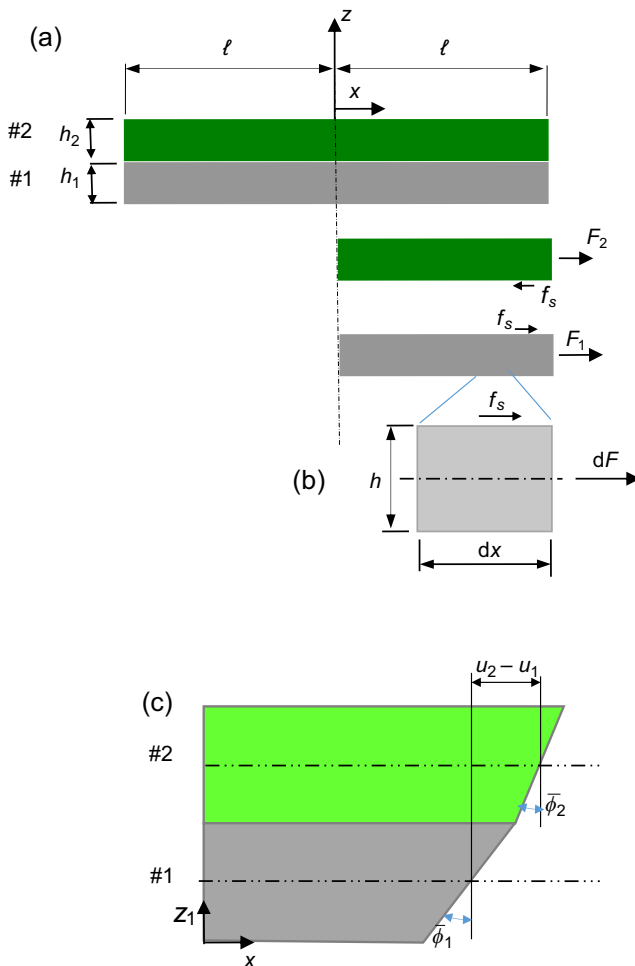 (a)
z
ℓ ℓ
x
#2 h₂
#1 h₁
F₂
fₛ
fₛ
F₁
fₛ
(b) h dF
dx
u₂ – u₁
(c)
#2
ϕ̅₂
#1
z₁
ϕ̅₁
x